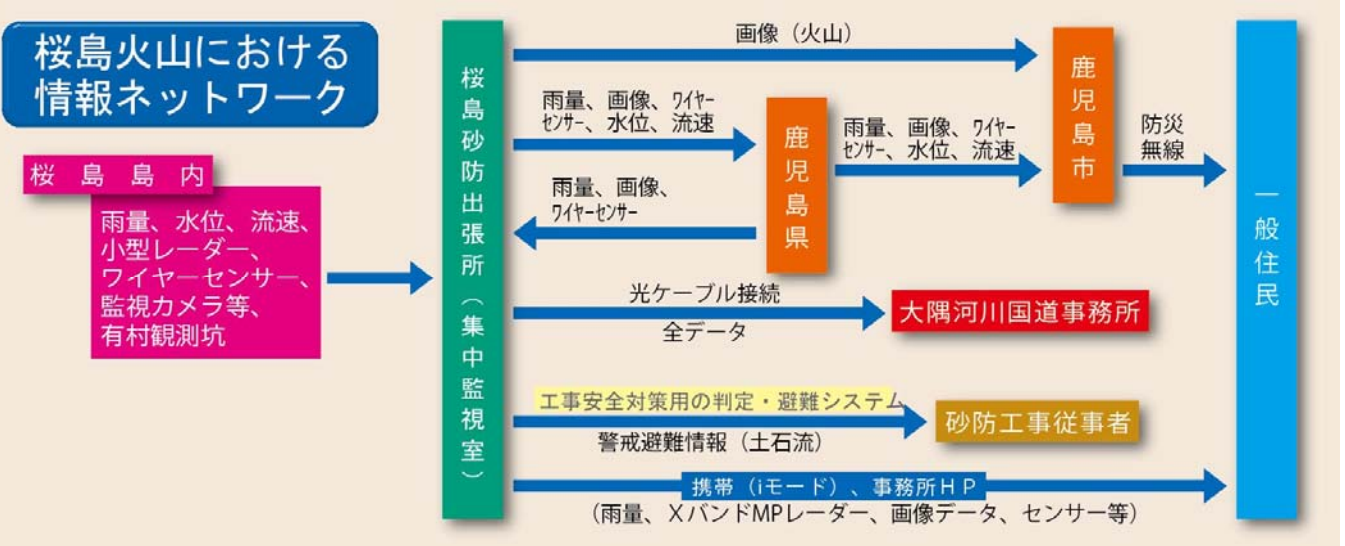 桜島火山における
情報ネットワーク
桜島島内
雨量、水位、流速、
小型レーダー、
ワイヤーセンサー、
監視カメラ等、
有村観測坑
桜島砂防出張所（集中監視室）
画像（火山）
雨量、画像、ﾜｲﾔｰ
ｾﾝｻｰ、水位、流速
雨量、画像、
ﾜｲﾔｰｾﾝｻｰ
鹿児島県
雨量、画像、ﾜｲﾔｰ
ｾﾝｻｰ、水位、流速
鹿児島市
防災
無線
一般住民
光ケーブル接続
全データ
大隅河川国道事務所
工事安全対策用の判定・避難システム
警戒避難情報（土石流）
砂防工事従事者
携帯（iモード）、事務所ＨＰ
（雨量、ＸバンドMPレーダー、画像データ、センサー等）